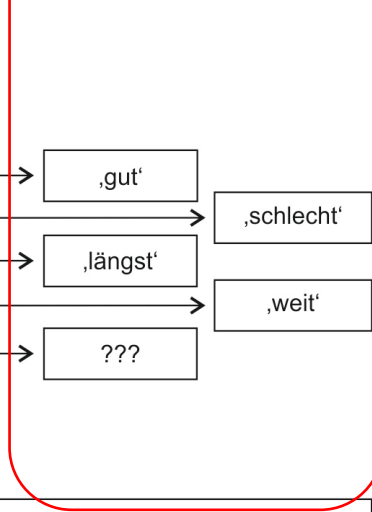 ‚gut‘
‚schlecht‘
‚längst‘
‚weit‘
???